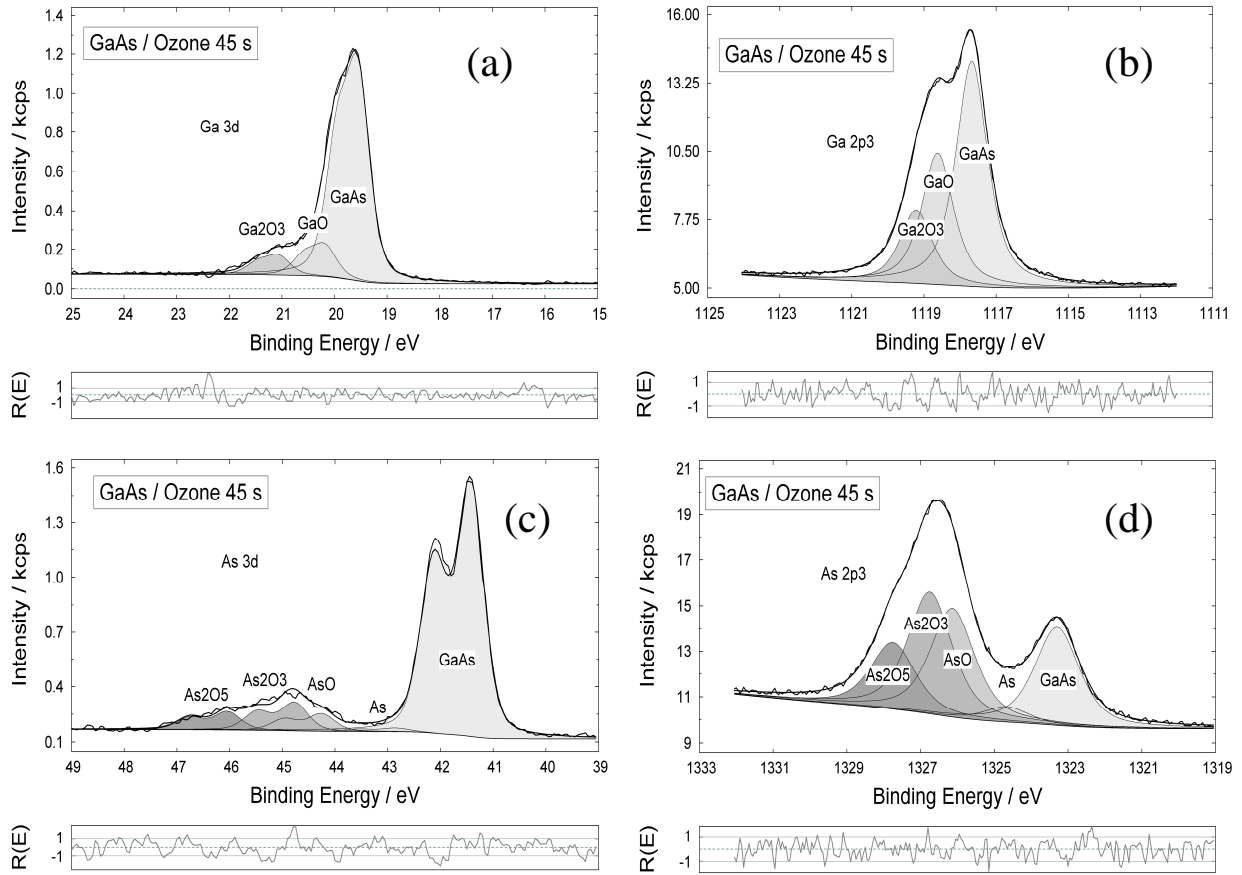 GaAs / Ozone 45 s
(a)
Ga 3d
Ga2O3
GaO
GaAs
Intensity / kcps
1.4
1.2
1.0
0.8
0.6
0.4
0.2
0.0
25 24 23 22 21 20 19 18 17 16 15
Binding Energy / eV
R(E)
1
-1
GaAs / Ozone 45 s
(b)
Ga 2p3
GaAs
GaO
Ga2O3
Intensity / kcps
16.00
13.25
10.50
7.75
5.00
1125 1123 1121 1119 1117 1115 1113 1111
Binding Energy / eV
R(E)
1
-1
GaAs / Ozone 45 s
(c)
As 3d
As2O5
As2O3
AsO
As
GaAs
Intensity / kcps
1.6
1.3
1.0
0.7
0.4
0.1
49 48 47 46 45 44 43 42 41 40 39
Binding Energy / eV
R(E)
1
-1
GaAs / Ozone 45 s
(d)
As 2p3
As2O3
AsO
As2O5
As
GaAs
Intensity / kcps
21
19
17
15
13
11
9
1333 1331 1329 1327 1325 1323 1321 1319
Binding Energy / eV
R(E)
1
-1